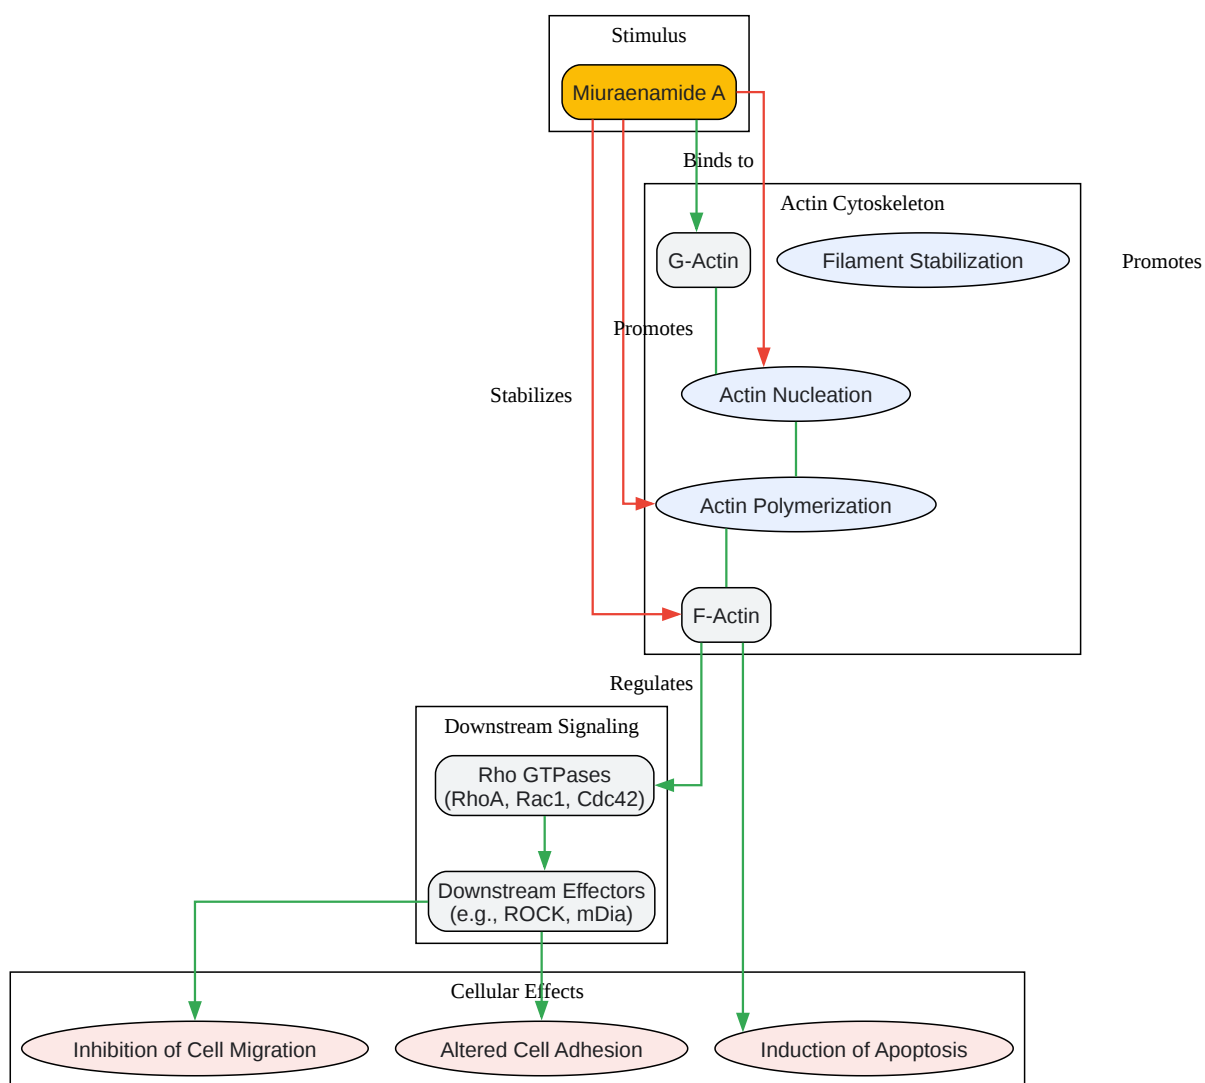 Stimulus
Miuraenamide A
Binds to
Actin Cytoskeleton
G-Actin
Filament Stabilization
Promotes
Promotes
Stabilizes
Actin Nucleation
Actin Polymerization
F-Actin
Regulates
Downstream Signaling
Rho GTPases
(RhoA, Rac1, Cdc42)
Downstream Effectors
(e.g., ROCK, mDia)
Cellular Effects
Inhibition of Cell Migration
Altered Cell Adhesion
Induction of Apoptosis